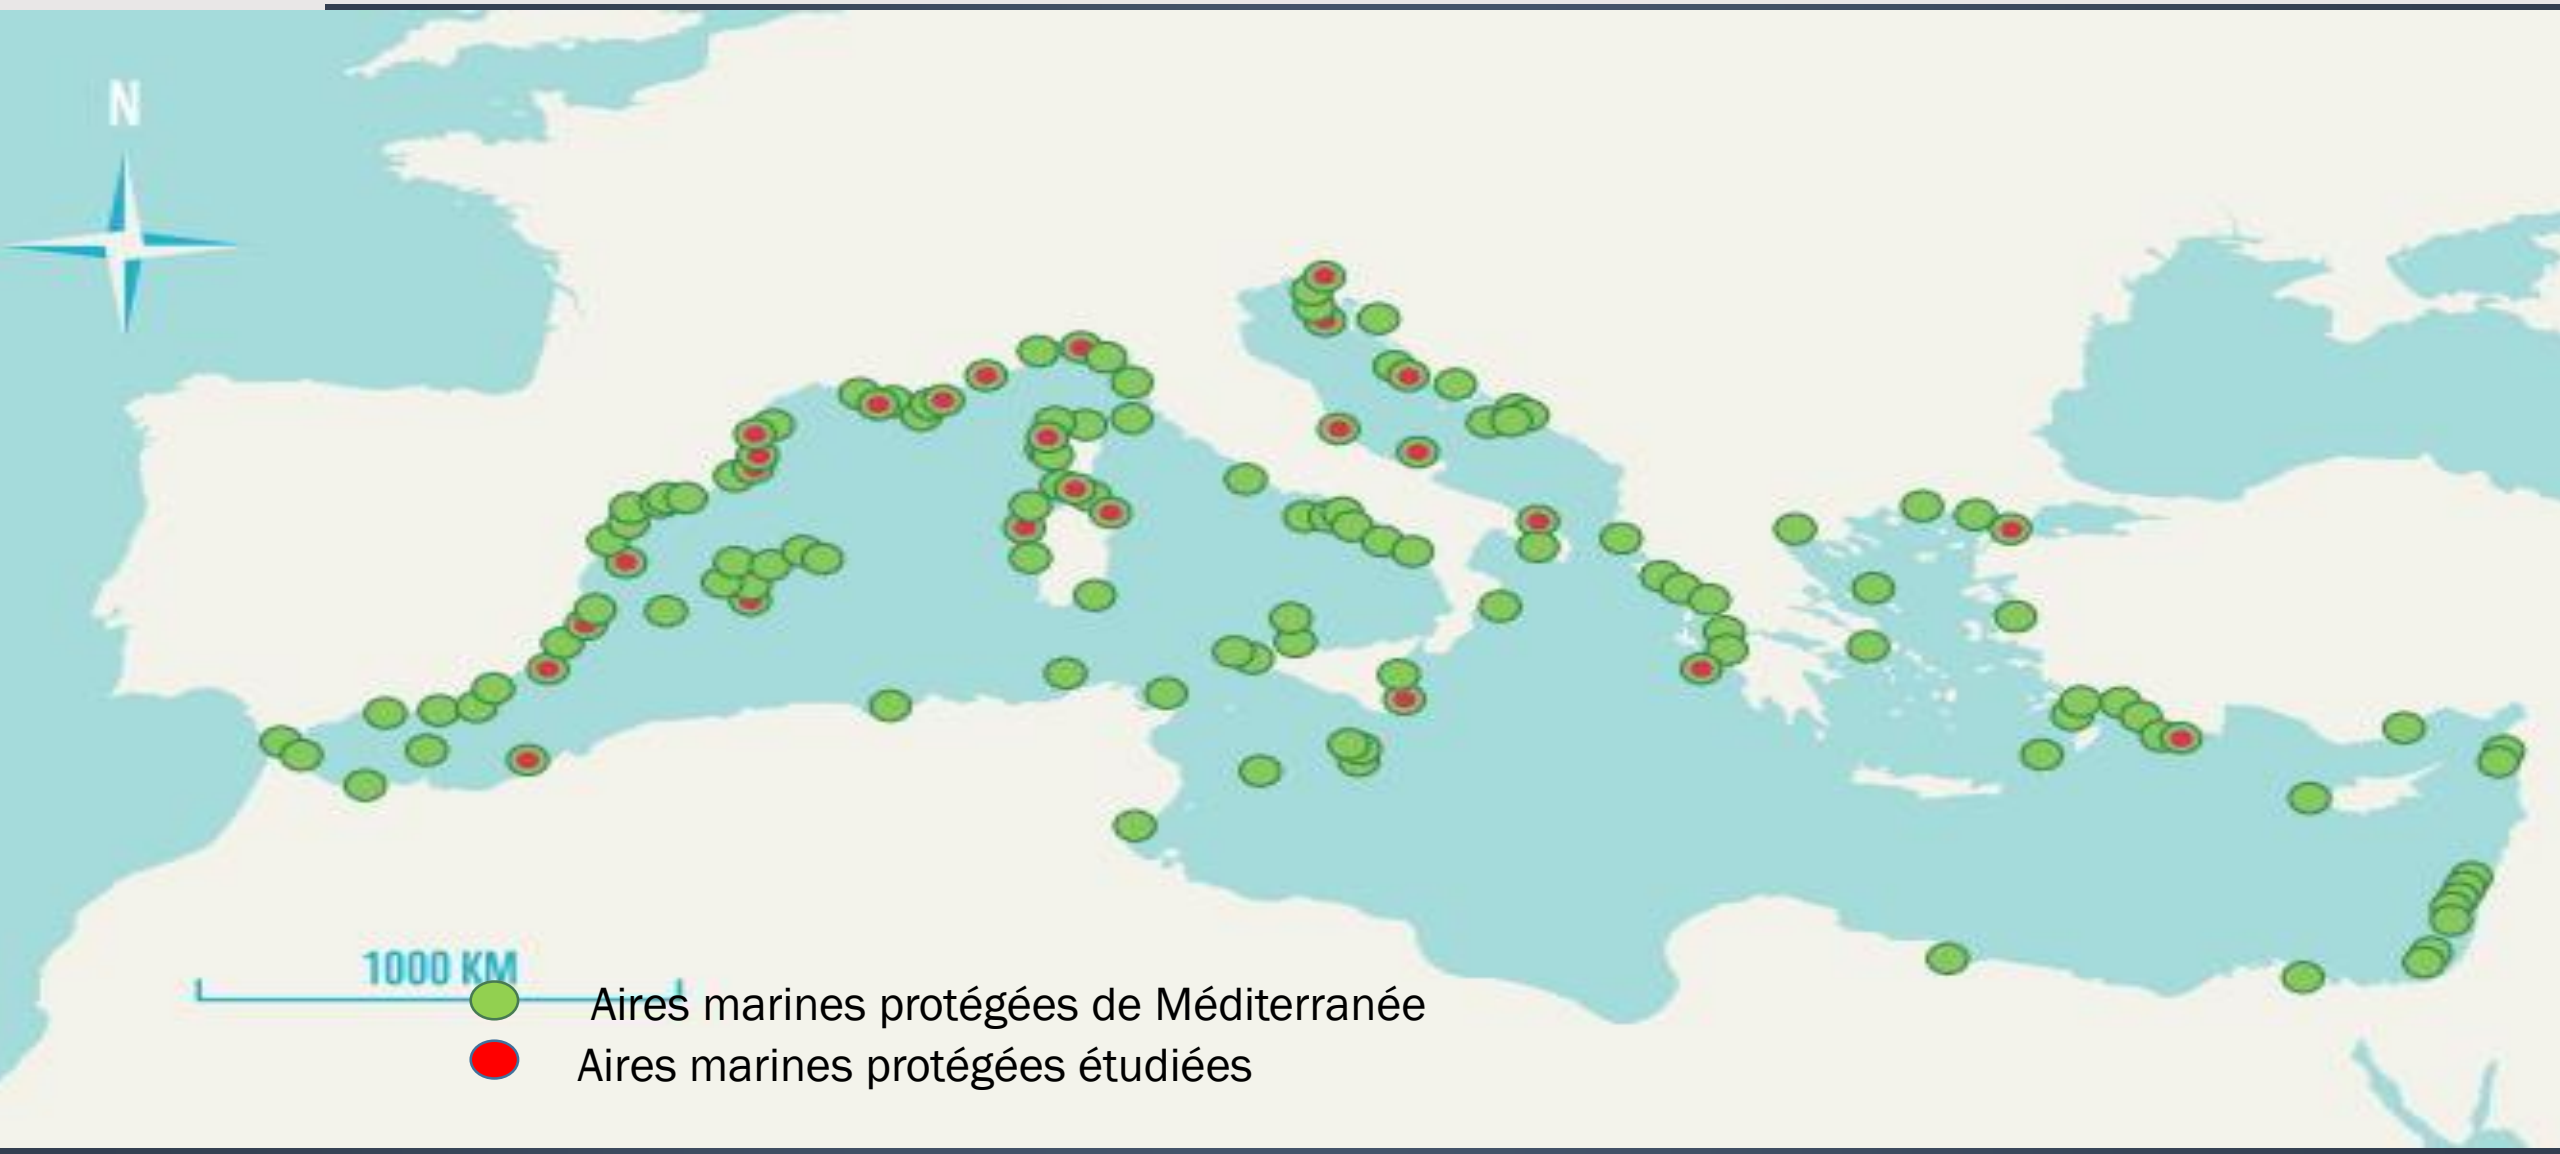 N
1000 KM
Aires marines protégées de Méditerranée
Aires marines protégées étudiées